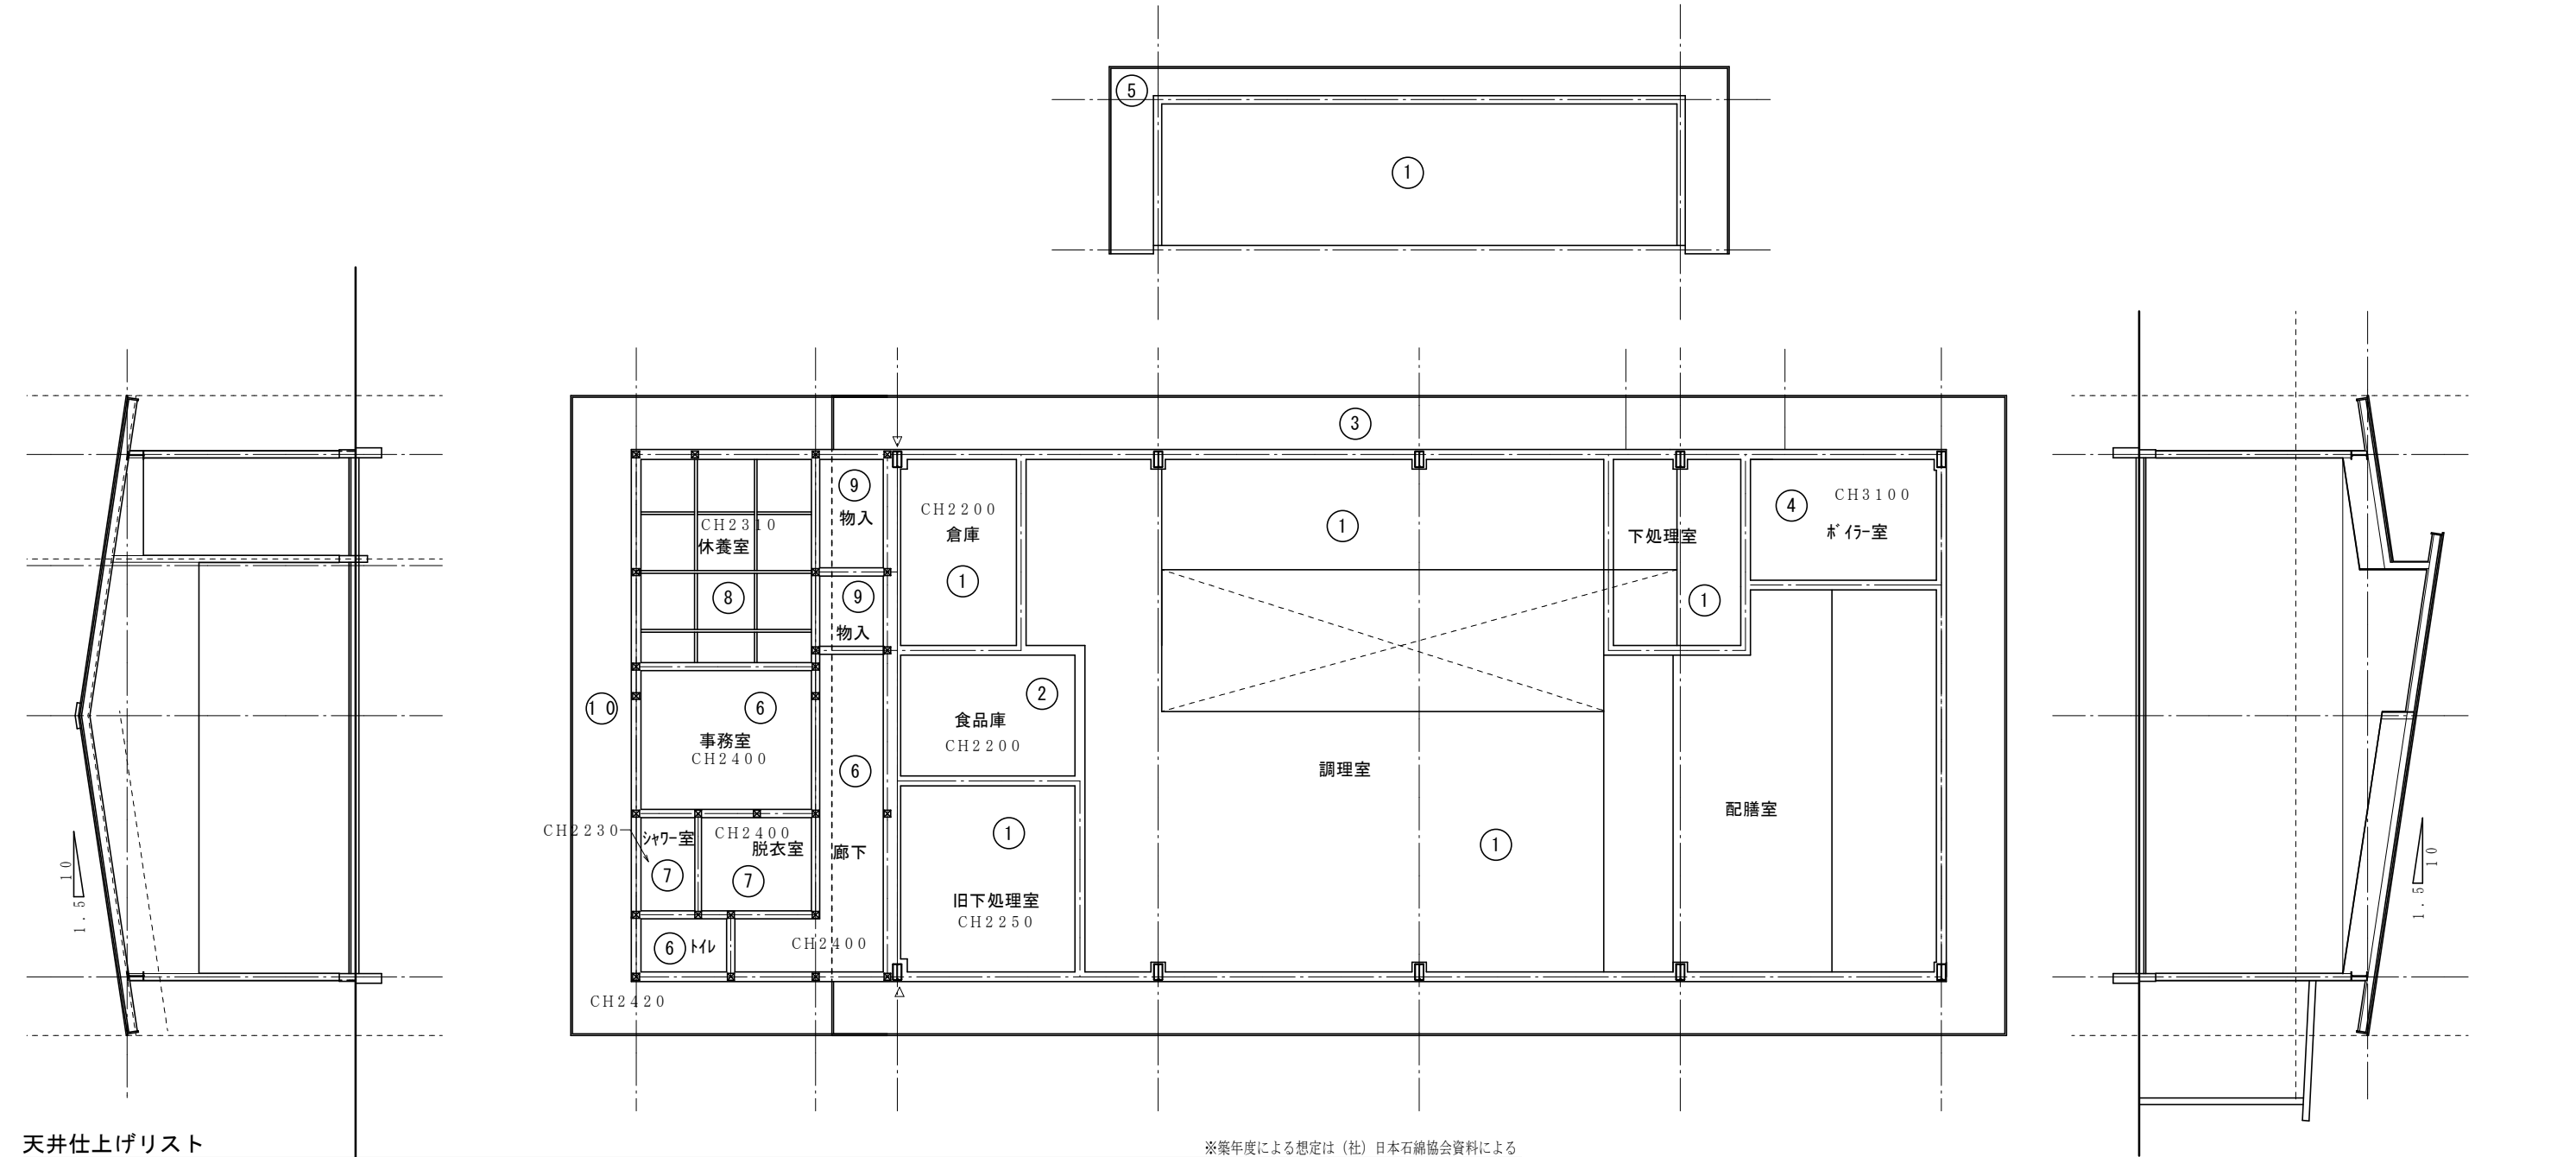 5
1
3
9
物入
CH2200
倉庫
1
CH2310
休養室
8
9
物入
1
下処理室
1
4
CH3100
ﾎﾞｲﾗｰ室
10
6
事務室
CH2400
2
食品庫
CH2200
6
調理室
配膳室
CH2230
ｼｬﾜｰ室
7
CH2400
脱衣室
7
廊下
1
旧下処理室
CH2250
1
6
ﾄｲﾚ
CH2400
CH2420
10
1.5
10
1.5
天井仕上げリスト
※築年度による想定は（社）日本石綿協会資料による